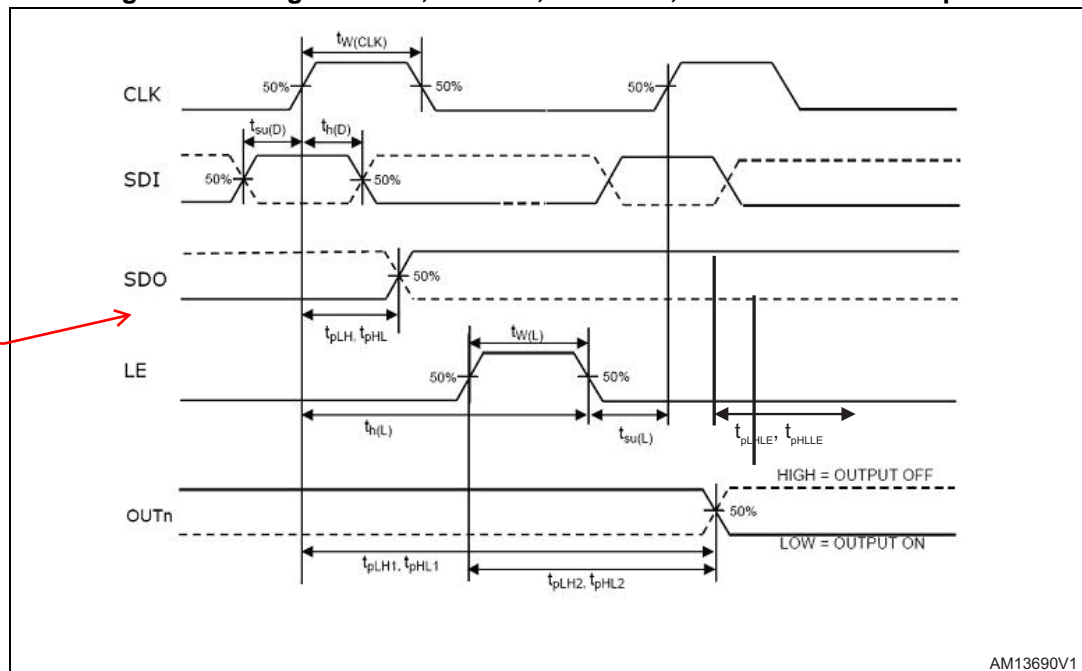 tW(CLK)
CLK
50%
50%
50%
tsu(D)
th(D)
SDI
50%
50%
SDO
50%
tpLH, tpHL
tW(L)
LE
50%
50%
th(L)
tsu(L)
tpLHLE, tpHLLE
HIGH = OUTPUT OFF
OUTn
50%
LOW = OUTPUT ON
tpLH1, tpHL1
tpLH2, tpHL2
AM13690V1